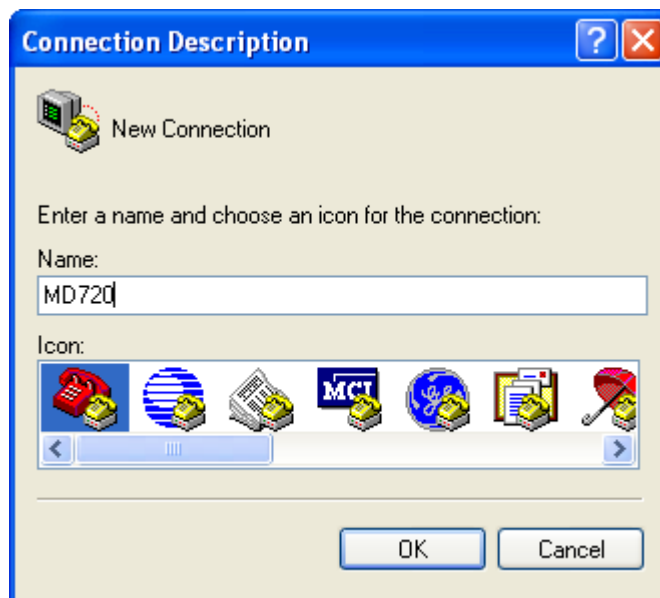 Connection Description
New Connection
Enter a name and choose an icon for the connection:
Name:
MD720
Icon:
MCI
OK
Cancel